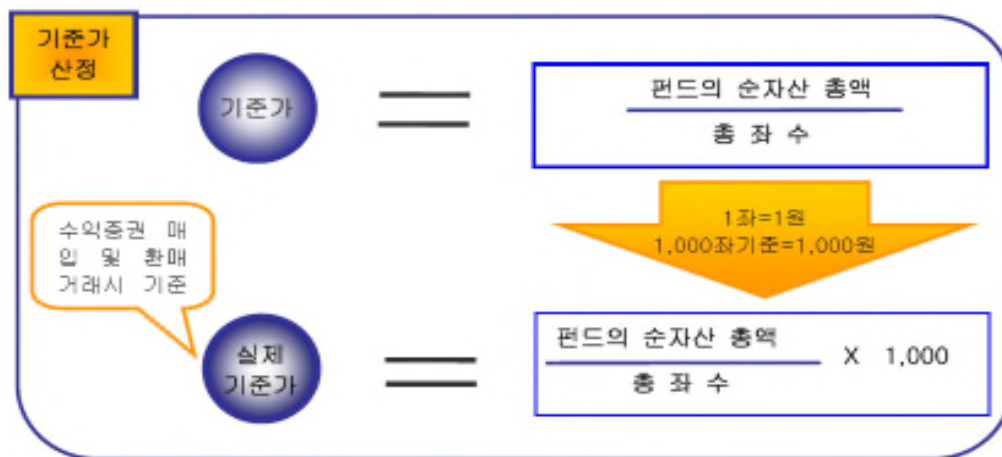 기준가
산정
기준가
펀드의 순자산 총액
총 좌 수
1좌=1원
1,000좌기준=1,000원
수익증권 매
입 및 환매
거래시 기준
실제
기준가
펀드의 순자산 총액
총 좌 수
X 1,000